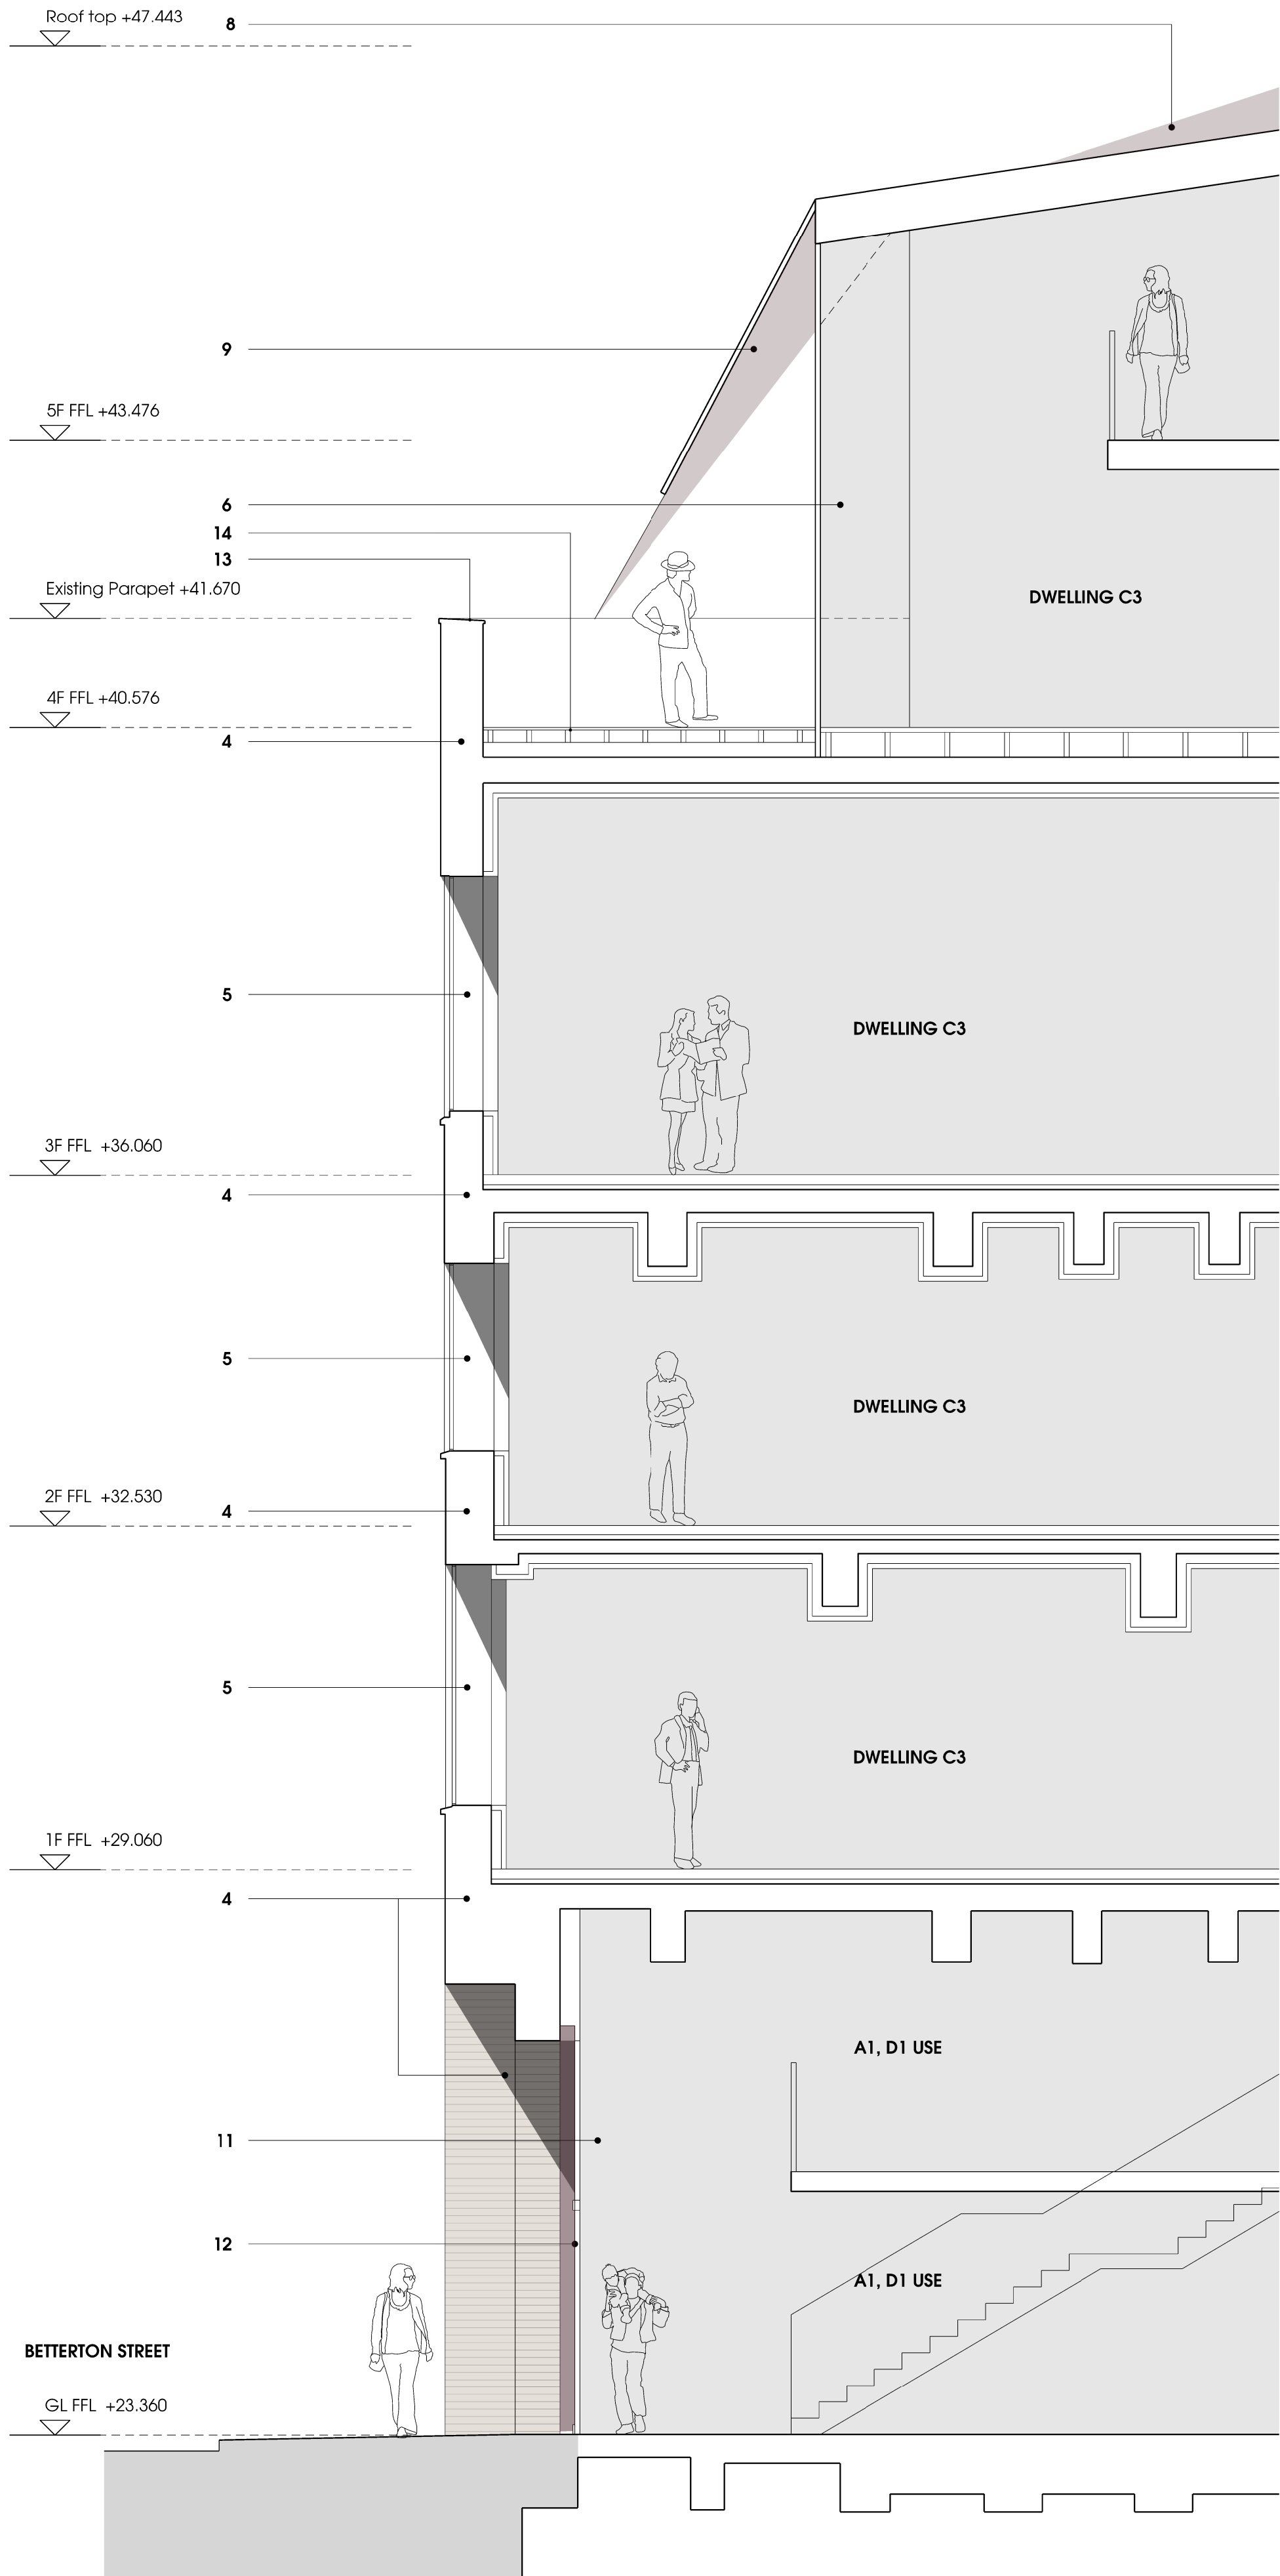 Roof top +47.443
8
9
5F FFL +43.476
6
14
13
Existing Parapet +41.670
DWELLING C3
4F FFL +40.576
4
5
DWELLING C3
3F FFL +36.060
4
5
DWELLING C3
2F FFL +32.530
4
5
DWELLING C3
1F FFL +29.060
4
A1, D1 USE
11
12
A1, D1 USE
BETTERTON STREET
GL FFL +23.360